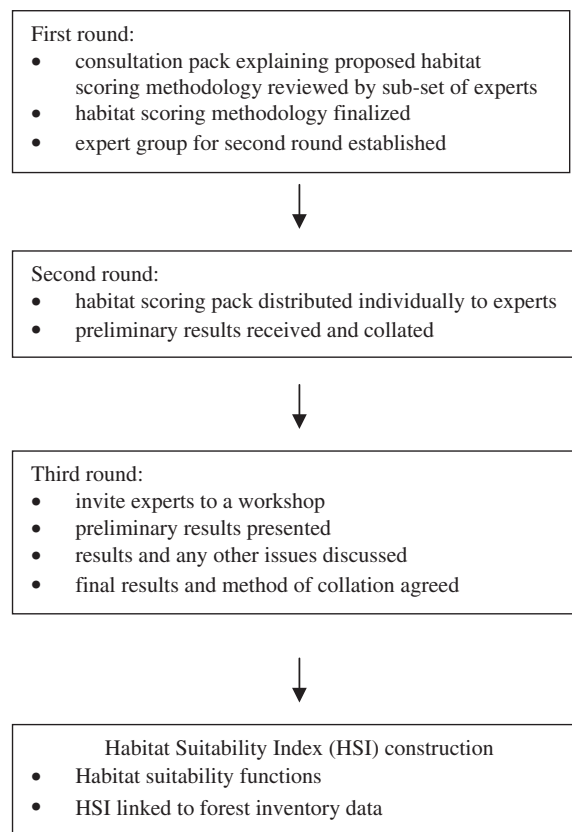 First round:
• consultation pack explaining proposed habitat
scoring methodology reviewed by sub-set of experts
• habitat scoring methodology finalized
• expert group for second round established
Second round:
• habitat scoring pack distributed individually to experts
• preliminary results received and collated
Third round:
• invite experts to a workshop
• preliminary results presented
• results and any other issues discussed
• final results and method of collation agreed
Habitat Suitability Index (HSI) construction
• Habitat suitability functions
• HSI linked to forest inventory data